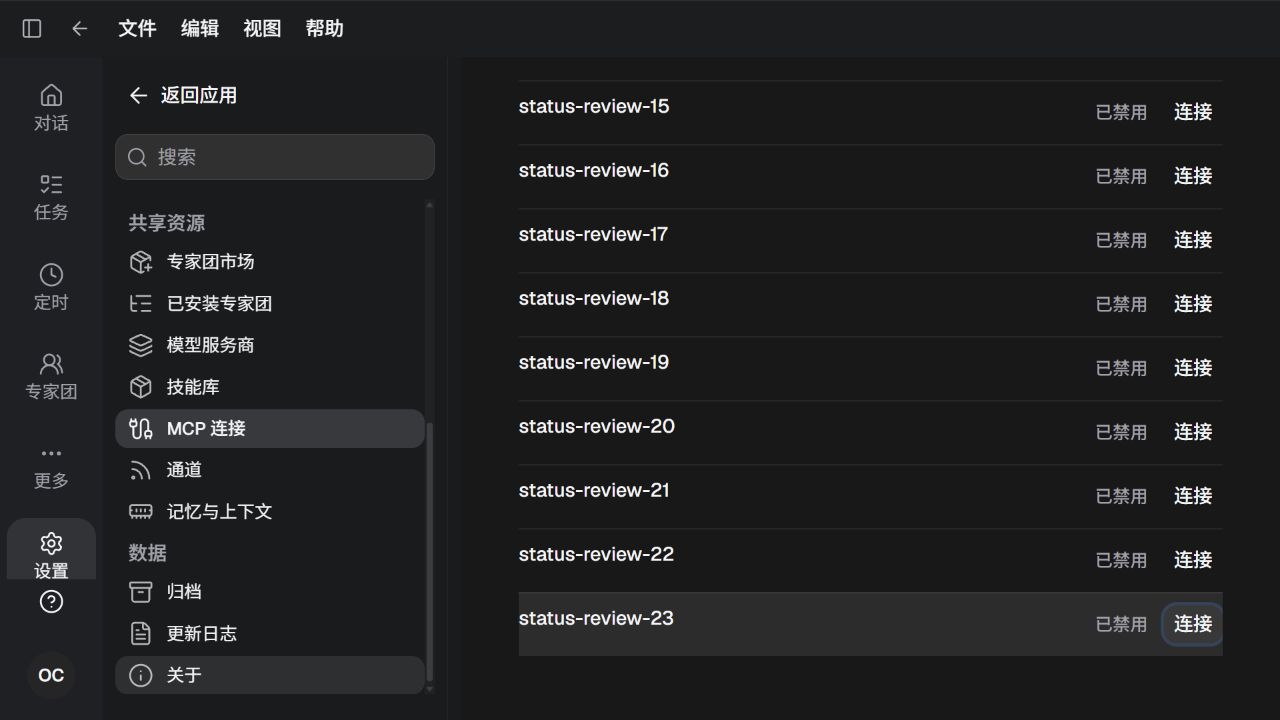 文件 编辑 视图 帮助
对话
任务
定时
专家团
更多
设置
OC
返回应用
搜索
共享资源
专家团市场
已安装专家团
模型服务商
技能库
MCP 连接
通道
记忆与上下文
数据
归档
更新日志
关于
status-review-15 已禁用 连接
status-review-16 已禁用 连接
status-review-17 已禁用 连接
status-review-18 已禁用 连接
status-review-19 已禁用 连接
status-review-20 已禁用 连接
status-review-21 已禁用 连接
status-review-22 已禁用 连接
status-review-23 已禁用 连接